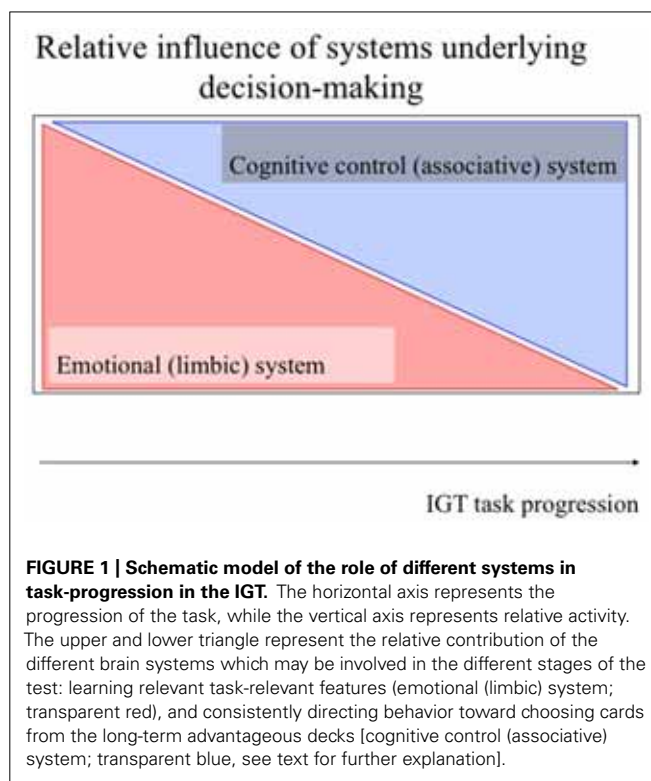 Relative influence of systems underlying
decision-making
Cognitive control (associative) system
Emotional (limbic) system
IGT task progression
FIGURE 1 | Schematic model of the role of different systems in
task-progression in the IGT. The horizontal axis represents the
progression of the task, while the vertical axis represents relative activity.
The upper and lower triangle represent the relative contribution of the
different brain systems which may be involved in the different stages of the
test: learning relevant task-relevant features (emotional (limbic) system;
transparent red), and consistently directing behavior toward choosing cards
from the long-term advantageous decks [cognitive control (associative)
system; transparent blue, see text for further explanation].